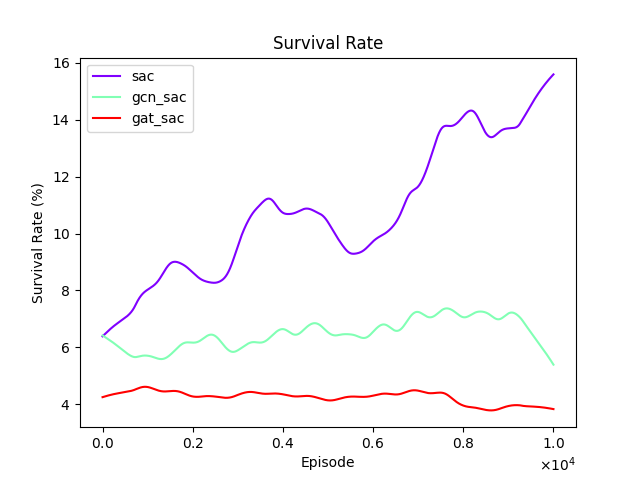 Survival Rate
16
14
12
10
8
6
4
Survival Rate (%)
sac
gcn_sac
gat_sac
0.0 0.2 0.4 0.6 0.8 1.0
Episode
×10⁴